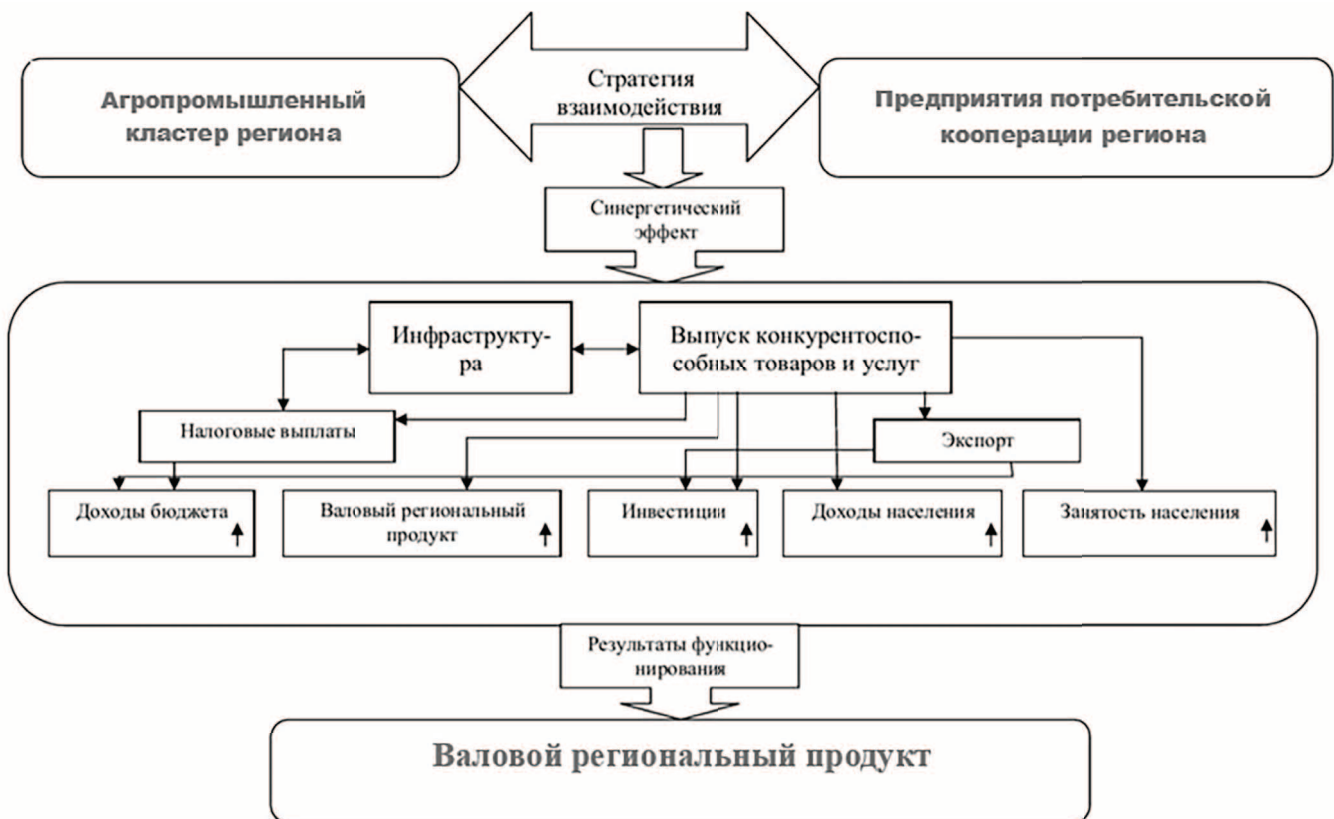 Стратегия
взаимодействия
Агропромышленный
кластер региона
Предприятия потребительской
кооперации региона
Синергетический
эффект
Инфраструкту-
ра
Выпуск конкурентоспо-
собных товаров и услуг
Налоговые выплаты
Экспорт
Доходы бюджета
Валовый региональный
продукт
Инвестиции
Доходы населения
Занятость населения
Результаты функцио-
нирования
Валовой региональный продукт